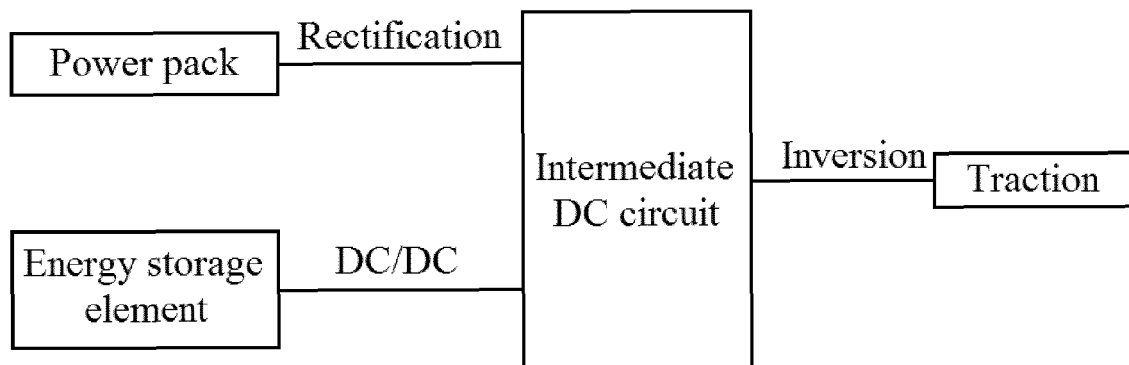 Rectification
Power pack
Intermediate
DC circuit
Inversion
Traction
Energy storage
element
DC/DC